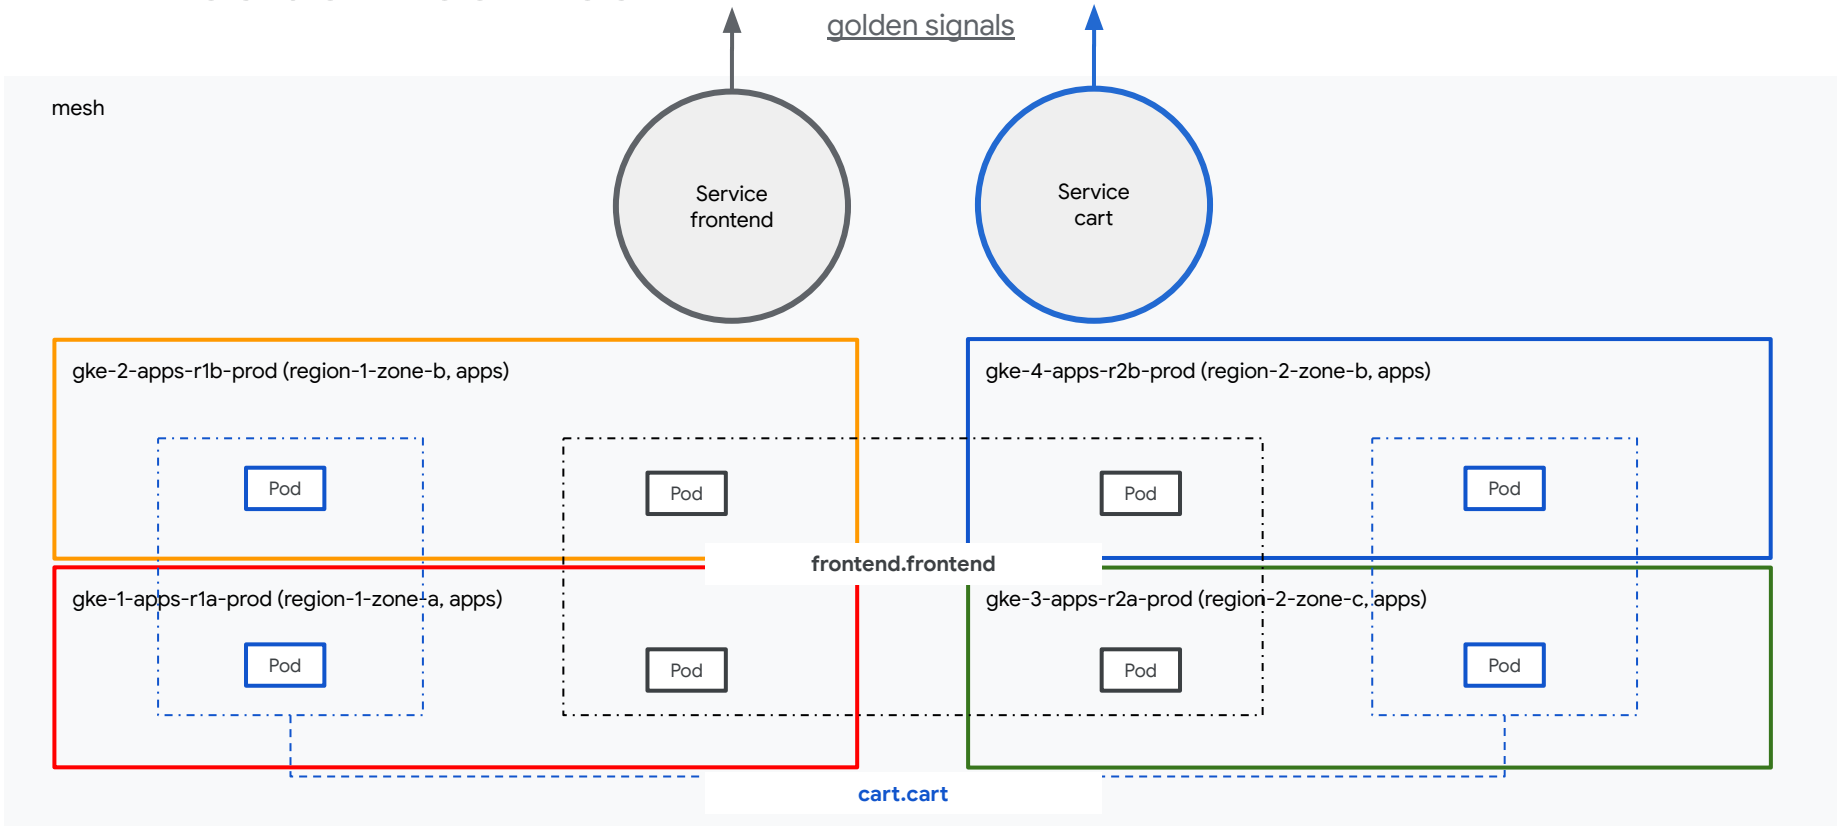 golden signals
mesh
Service
frontend
Service
cart
gke-2-apps-r1b-prod (region-1-zone-b, apps)
gke-4-apps-r2b-prod (region-2-zone-b, apps)
Pod
Pod
Pod
Pod
frontend.frontend
gke-1-apps-r1a-prod (region-1-zone-a, apps)
gke-3-apps-r2a-prod (region-2-zone-c, apps)
Pod
Pod
Pod
Pod
cart.cart